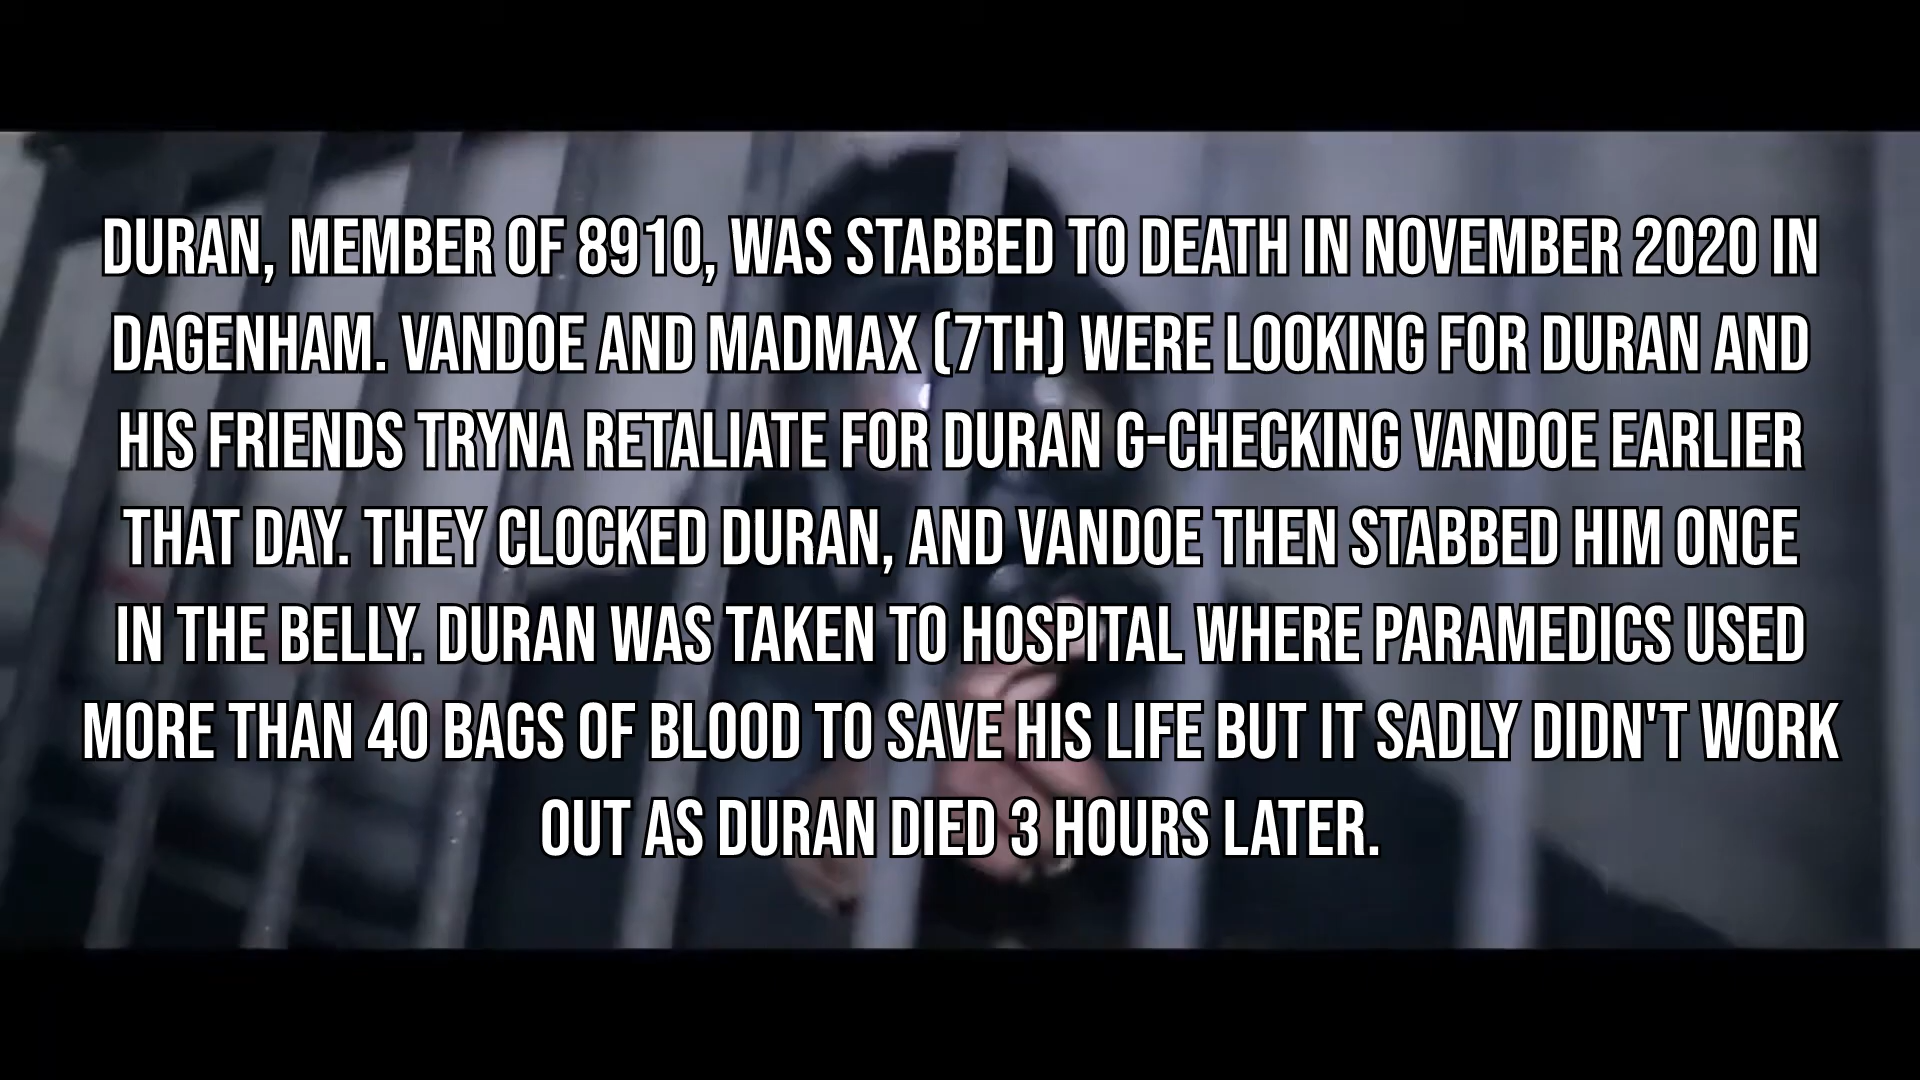 DURAN, MEMBER OF 8910, WAS STABBED TO DEATH IN NOVEMBER 2020 IN
DAGENHAM. VANDOE AND MADMAX (7TH) WERE LOOKING FOR DURAN AND
HIS FRIENDS TRYNA RETALIATE FOR DURAN G-CHECKING VANDOE EARLIER
THAT DAY. THEY CLOCKED DURAN, AND VANDOE THEN STABBED HIM ONCE
IN THE BELLY. DURAN WAS TAKEN TO HOSPITAL WHERE PARAMEDICS USED
MORE THAN 40 BAGS OF BLOOD TO SAVE HIS LIFE BUT IT SADLY DIDN'T WORK
OUT AS DURAN DIED 3 HOURS LATER.